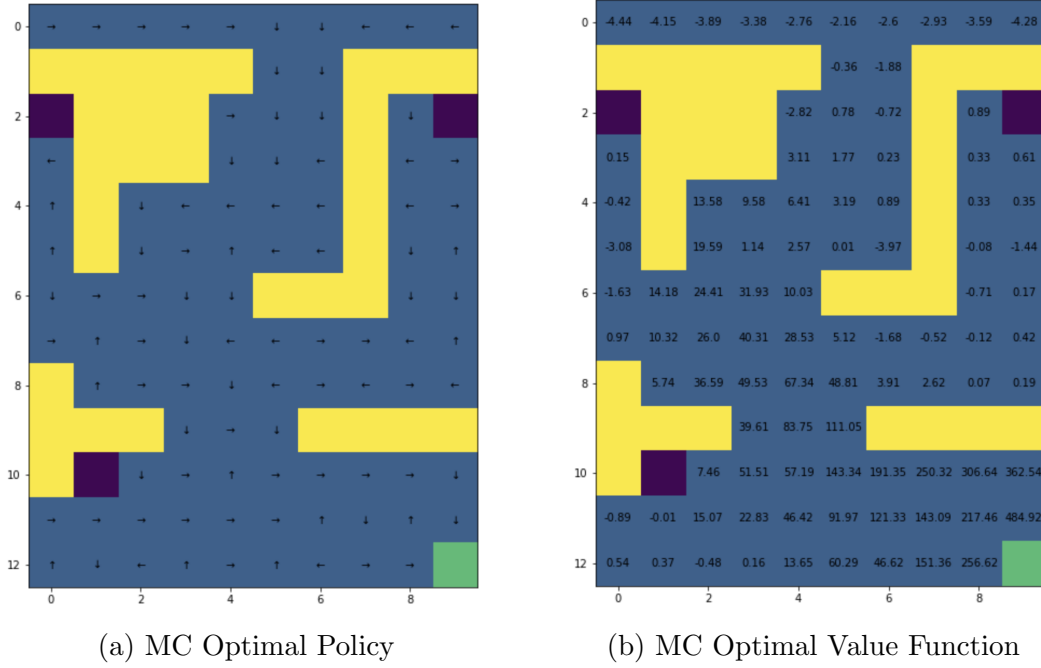 0
2
4
6
8
10
12
0 2 4 6 8
(a) MC Optimal Policy
0 -4.44 -4.15 -3.89 -3.38 -2.76 -2.16 -2.6 -2.93 -3.59 -4.28
-0.36 -1.88
2 -2.82 0.78 -0.72 0.89
0.15 3.11 1.77 0.23 0.33 0.61
4 -0.42 13.58 9.58 6.41 3.19 0.89 0.33 0.35
-3.08 19.59 1.14 2.57 0.01 -3.97 -0.08 -1.44
6 -1.63 14.18 24.41 31.93 10.03 -0.71 0.17
0.97 10.32 26.0 40.31 28.53 5.12 -1.68 -0.52 -0.12 0.42
8 5.74 36.59 49.53 67.34 48.81 3.91 2.62 0.07 0.19
39.61 83.75 111.05
10 7.46 51.51 57.19 143.34 191.35 250.32 306.64 362.54
-0.89 -0.01 15.07 22.83 46.42 91.97 121.33 143.09 217.46 484.92
12 0.54 0.37 -0.48 0.16 13.65 60.29 46.62 151.36 256.62
0 2 4 6 8
(b) MC Optimal Value Function